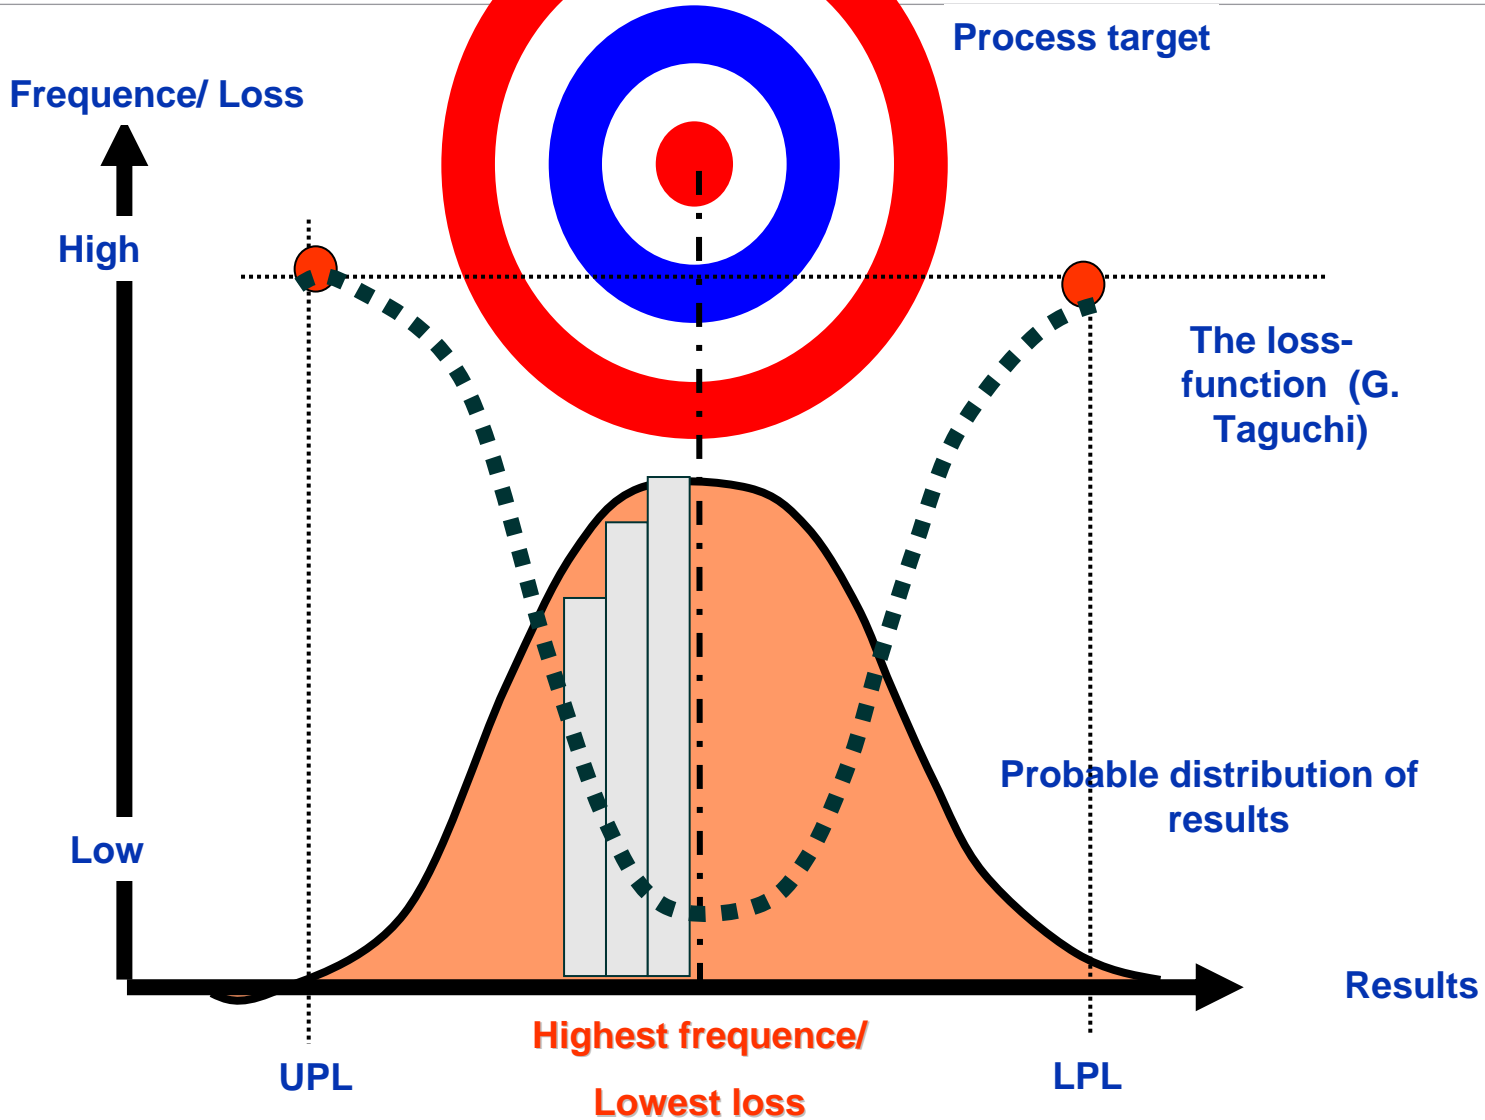 Process target
Frequence/ Loss
High
The loss-
function (G.
Taguchi)
Probable distribution of
results
Low
Results
Highest frequence/
UPL
LPL
Lowest loss